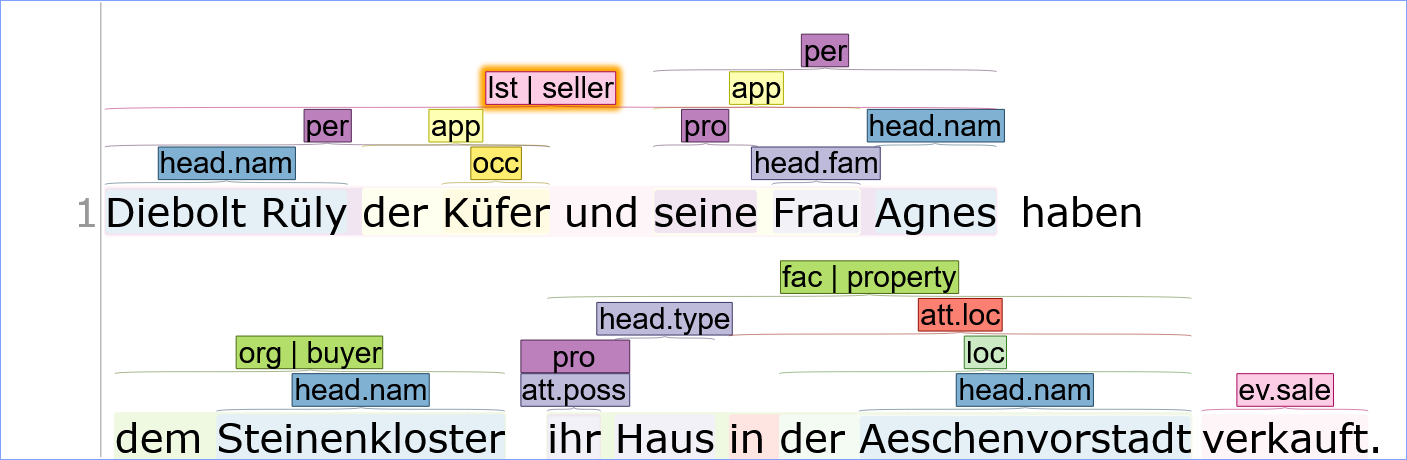 per
lst | seller app
per app pro head.nam
head.nam occ head.fam
1 Diebolt Rüly der Küfer und seine Frau Agnes haben
fac | property
head.type att.loc
org | buyer pro loc
head.nam att.poss head.nam ev.sale
dem Steinenkloster ihr Haus in der Aeschenvorstadt verkauft.